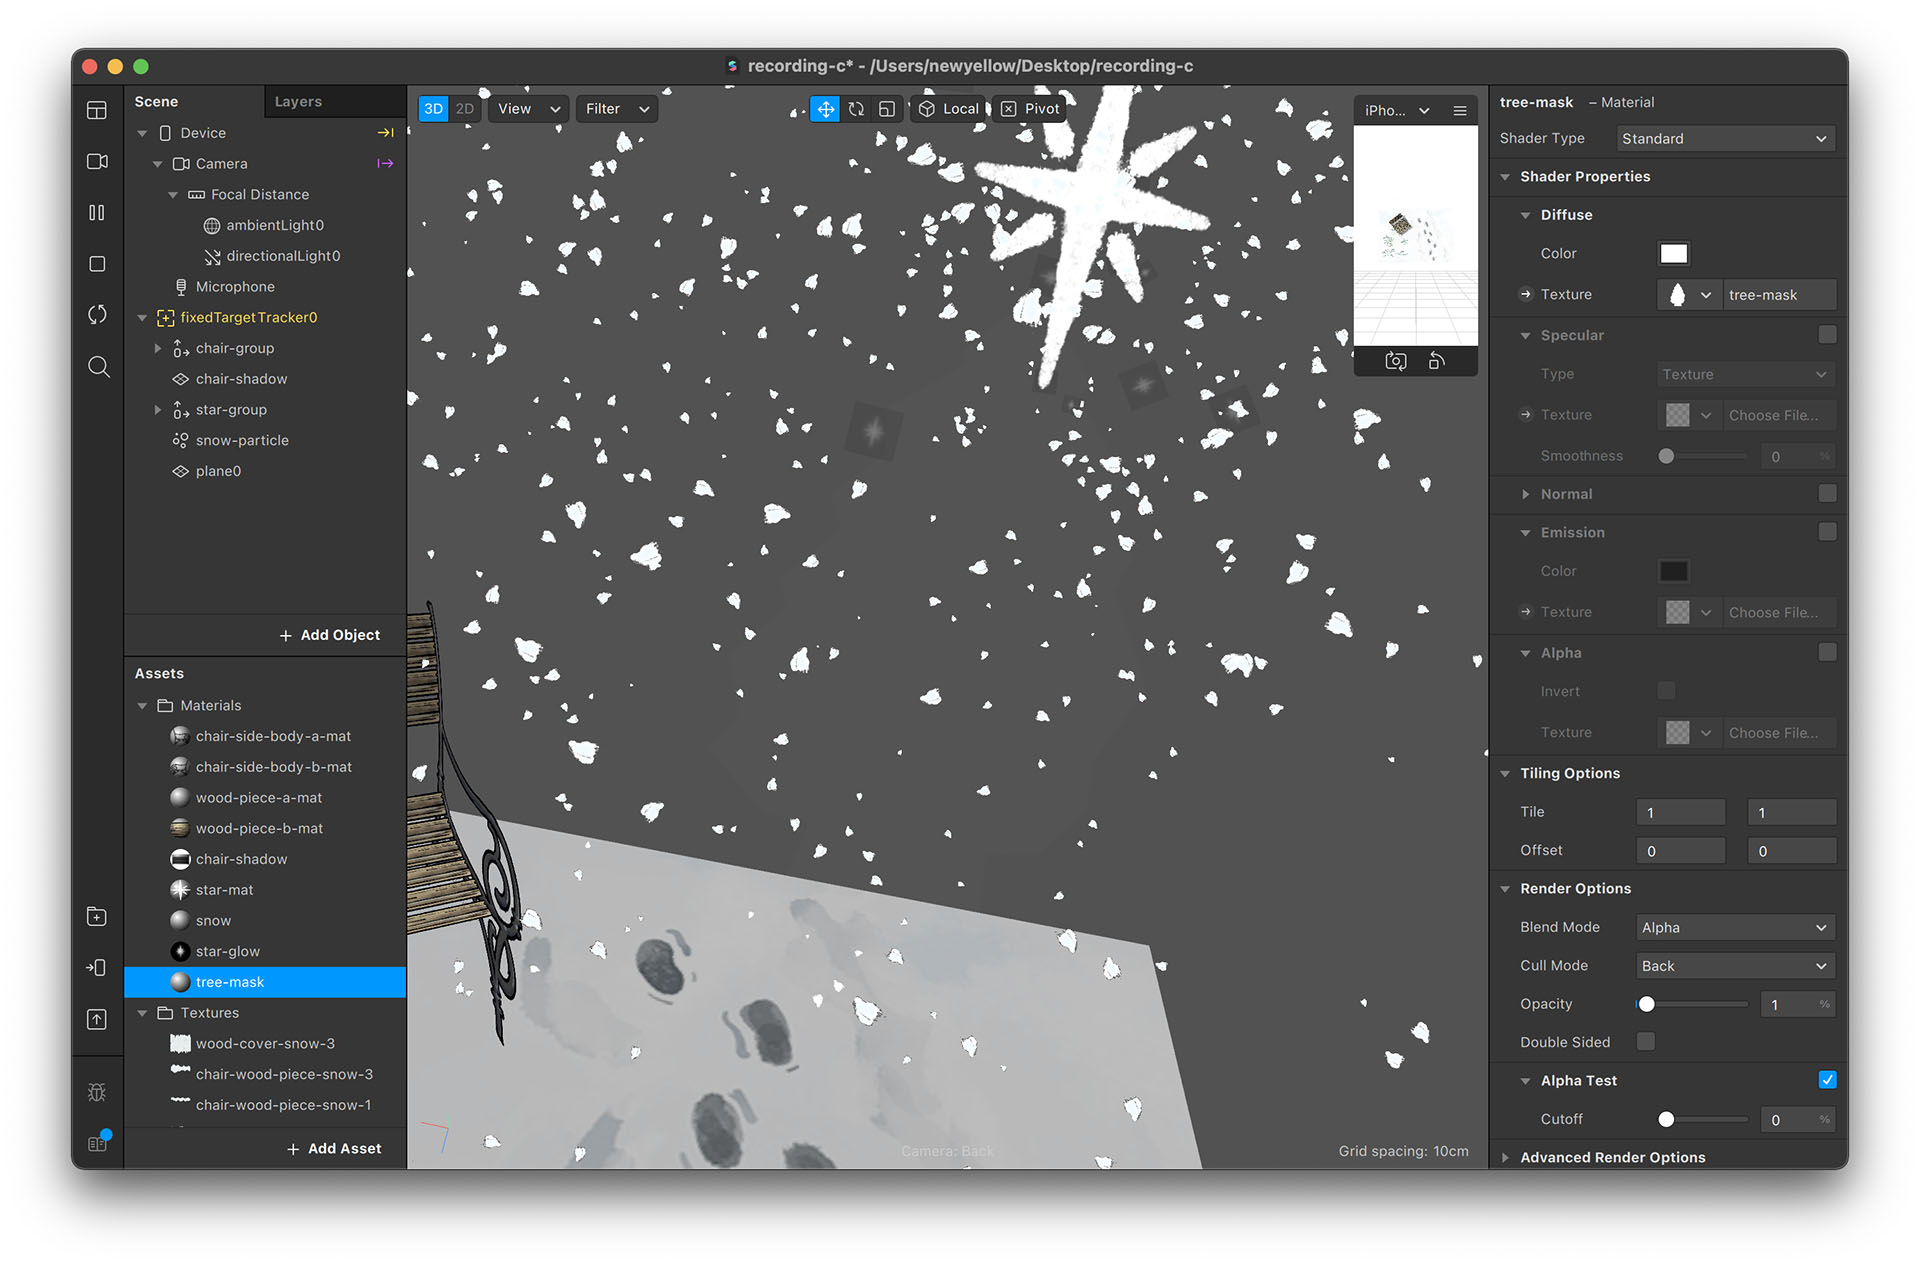 recording-c* - /Users/newyellow/Desktop/recording-c
Scene
Layers
Device
Camera
Focal Distance
ambientLight0
directionalLight0
Microphone
fixedTargetTracker0
chair-group
chair-shadow
star-group
snow-particle
plane0
+ Add Object
Assets
Materials
chair-side-body-a-mat
chair-side-body-b-mat
wood-piece-a-mat
wood-piece-b-mat
chair-shadow
star-mat
snow
star-glow
tree-mask
Textures
wood-cover-snow-3
chair-wood-piece-snow-3
chair-wood-piece-snow-1
+ Add Asset
3D 2D View Filter Local Pivot
iPho...
Camera: Back
Grid spacing: 10cm
tree-mask – Material
Shader Type Standard
Shader Properties
Diffuse
Color
Texture tree-mask
Specular
Type Texture
Texture Choose File...
Smoothness 0 %
Normal
Emission
Color
Texture Choose File...
Alpha
Invert
Texture Choose File...
Tiling Options
Tile 1 1
Offset 0 0
Render Options
Blend Mode Alpha
Cull Mode Back
Opacity 1 %
Double Sided
Alpha Test
Cutoff 0 %
Advanced Render Options